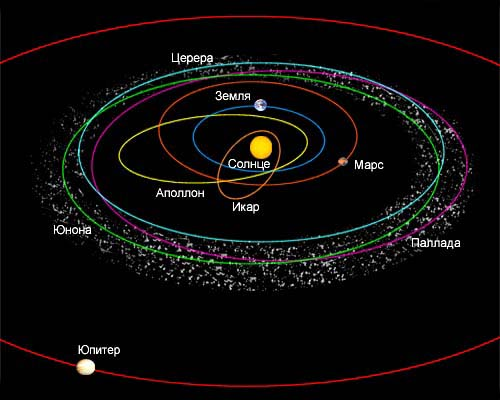 Церера
Земля
Солнце
Марс
Аполлон
Икар
Юнона
Паллада
Юпитер